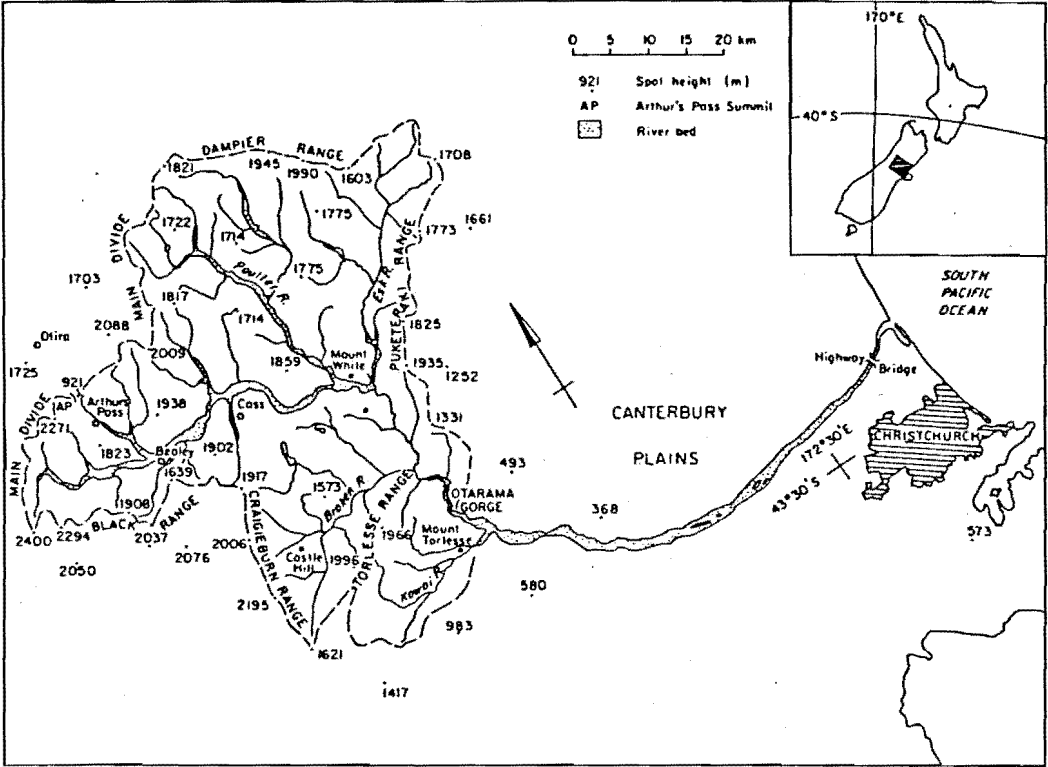 170°E
40°S
0 5 10 15 20 km
921 Spot height (m)
AP Arthur's Pass Summit
River bed
SOUTH
PACIFIC
OCEAN
DAMPIER RANGE
1821
1945
1990
1603
1708
1722
1714
1775
1773
1661
MAIN DIVIDE
Poulter R.
1775
Esk R.
PUKETERAKI RANGE
1703
1817
1714
1825
2088
Otira
2009
1859
Mount
White
1935
1252
1725
921
AP
Arthur's
Pass
1938
Cass
1331
MAIN DIVIDE
2271
1823
Bealey
1639
1902
1917
1908
BLACK RANGE
2400
2294
2037
2050
2076
2006
CRAIGIEBURN RANGE
1573
Broken R.
TORLESSE RANGE
OTARAMA
GORGE
493
Castle
Hill
1996
1966
Mount
Torlesse
368
Kowai R.
580
2195
983
1621
1417
CANTERBURY
PLAINS
Highway
Bridge
CHRISTCHURCH
172°30'E
43°30'S
573